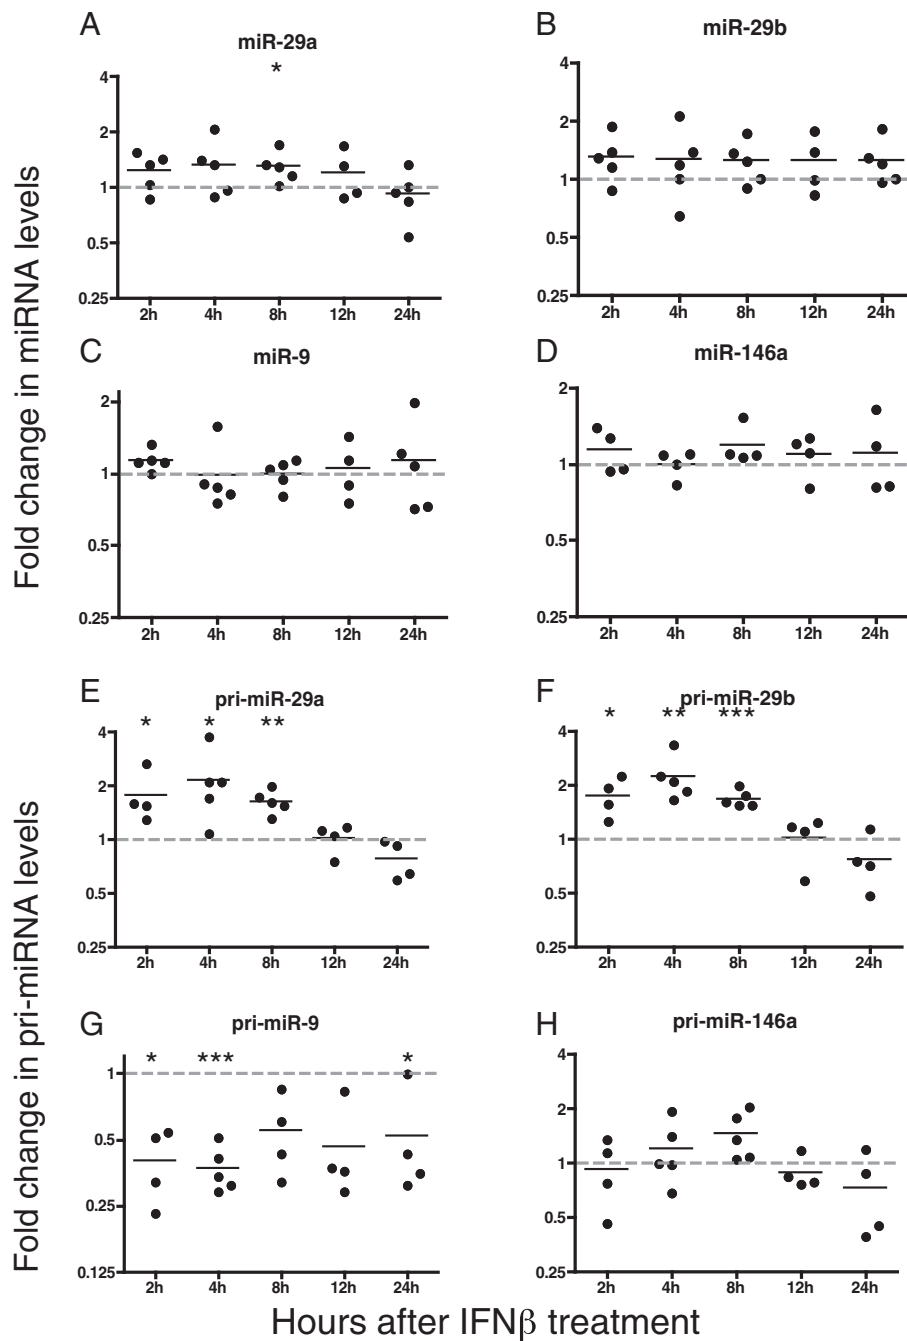 Fold change in miRNA levels
A
miR-29a
*
4
2
1
0.5
0.25
2h 4h 8h 12h 24h
B
miR-29b
4
2
1
0.5
0.25
2h 4h 8h 12h 24h
C
miR-9
2
1
0.5
0.25
2h 4h 8h 12h 24h
D
miR-146a
2
1
0.5
0.25
2h 4h 8h 12h 24h
Fold change in pri-miRNA levels
E
pri-miR-29a
* * **
4
2
1
0.5
0.25
2h 4h 8h 12h 24h
F
pri-miR-29b
* ** ***
4
2
1
0.5
0.25
2h 4h 8h 12h 24h
G
pri-miR-9
* *** *
1
0.5
0.25
0.125
2h 4h 8h 12h 24h
H
pri-miR-146a
4
2
1
0.5
0.25
2h 4h 8h 12h 24h
Hours after IFNβ treatment